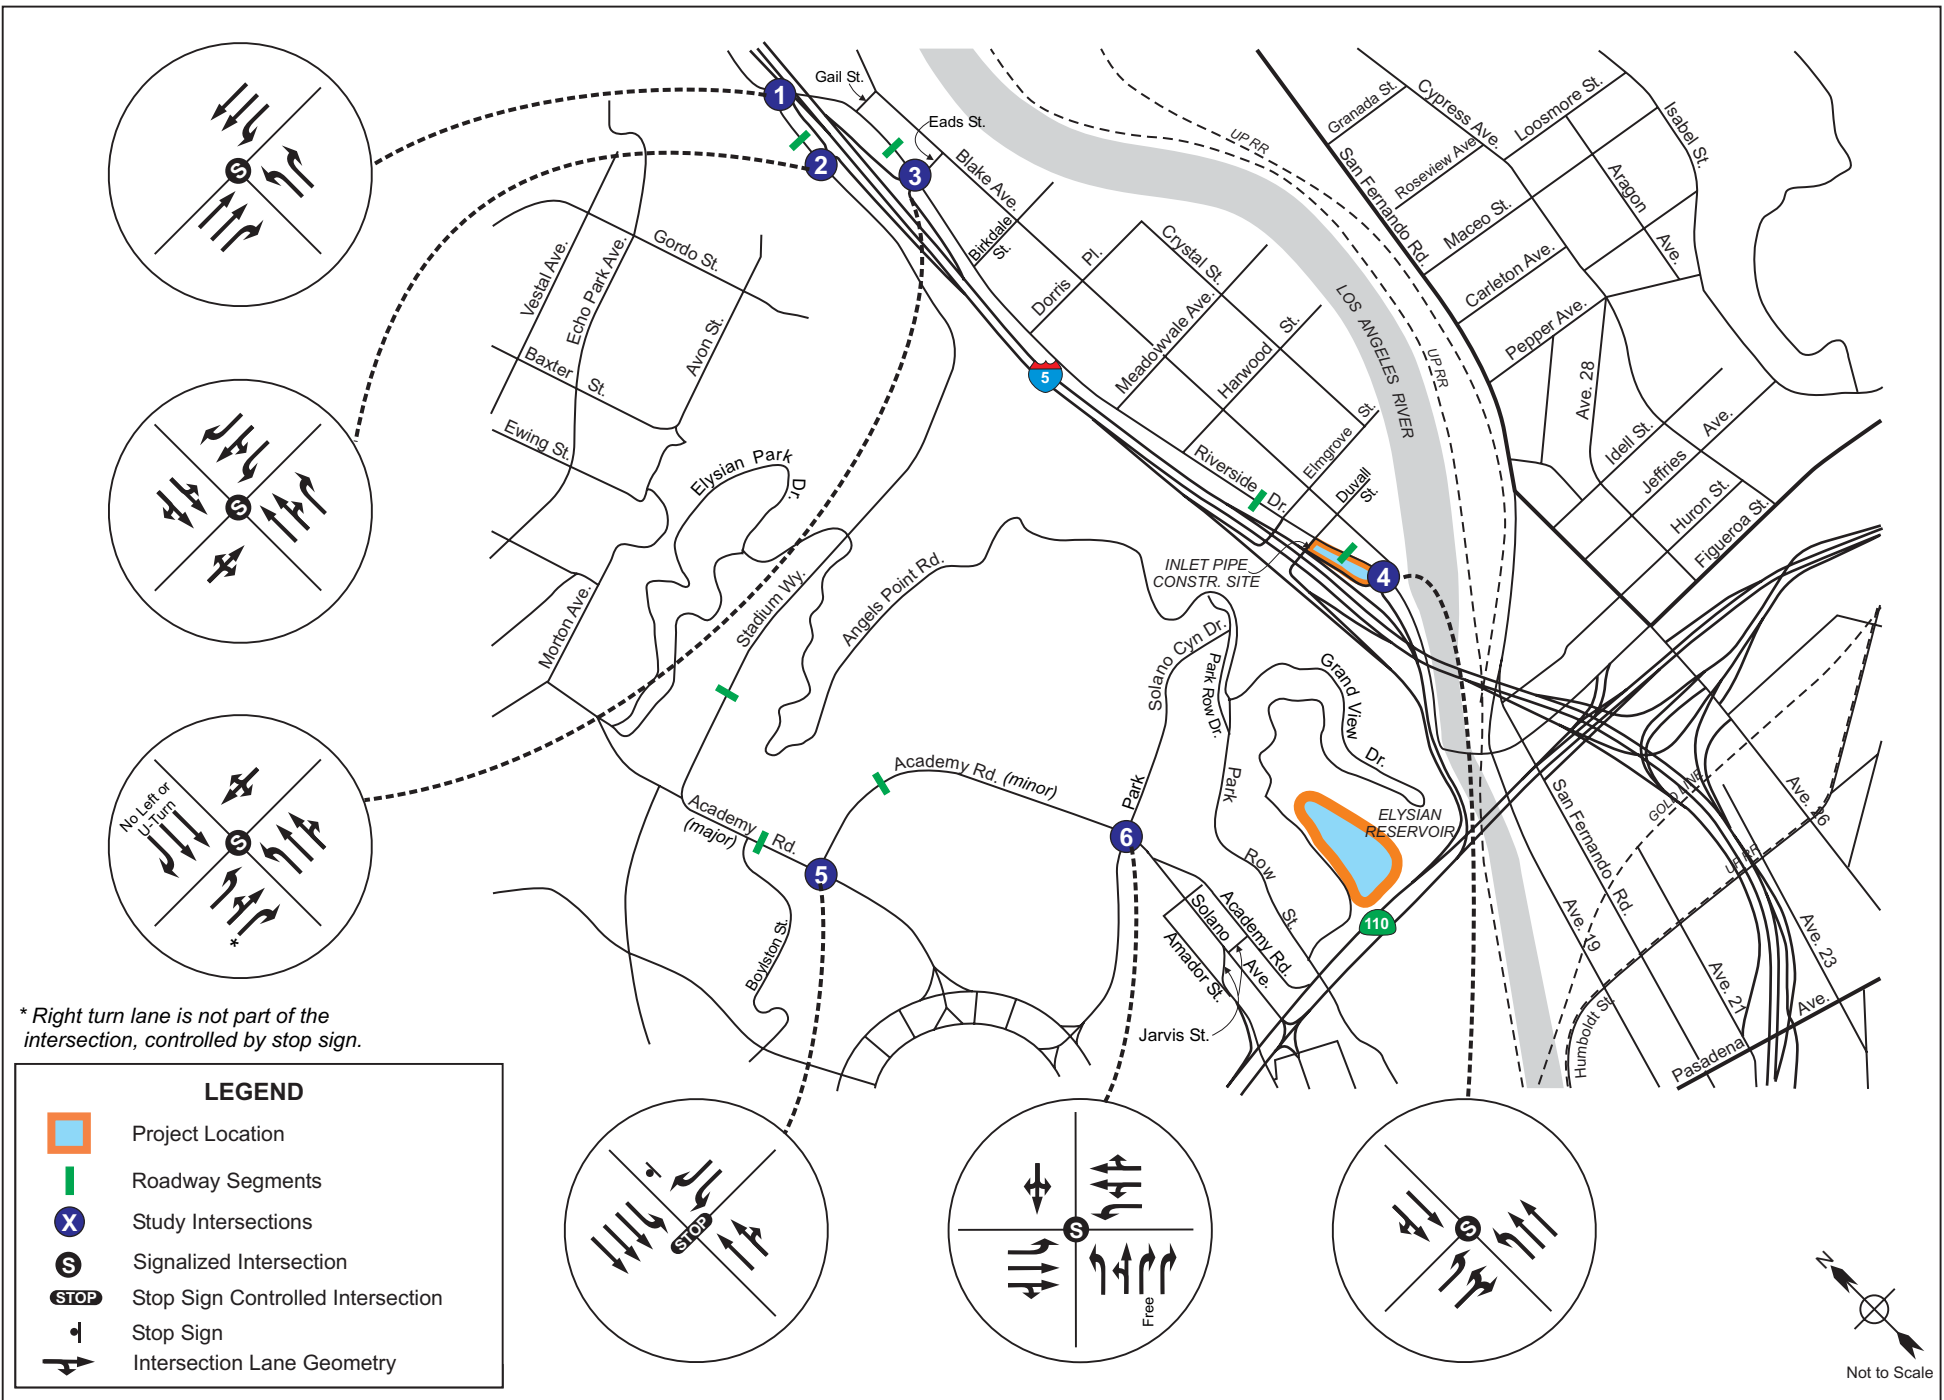 1
Gail St.
Eads St.
2
3
S
Blake Ave.
Birkdale
St.
UP RR
Granada St.
Cypress Ave.
Loosmore St.
Isabel St.
San Fernando Rd.
Roseview Ave.
Aragon
Ave.
Maceo St.
Carleton Ave.
Pepper Ave.
Vestal Ave.
Echo Park Ave.
Gordo St.
Avon St.
Baxter St.
Ewing St.
Dorris Pl.
Crystal St.
Meadowvale Ave.
Harwood St.
LOS ANGELES RIVER
UP RR
5
Elmgrove St.
Duvall
St.
Riverside Dr.
Ave. 28
Idell St.
Jeffries Ave.
Huron St.
Figueroa St.
S
Elysian Park Dr.
Stadium Wy.
Angels Point Rd.
Morton Ave.
INLET PIPE
CONSTR. SITE
4
Solano Cyn Dr.
Park Row Dr.
Grand View Dr.
No Left or
U-Turn
S
*
Academy Rd.
(major)
Academy Rd. (minor)
Park
6
5
Park Row St.
ELYSIAN
RESERVOIR
110
Boylston St.
Solano Ave.
Academy Rd.
Amador St.
Jarvis St.
San Fernando Rd.
GOLD LINE
UP RR
Ave. 26
Ave. 19
Ave. 21
Ave. 23
Humboldt St.
Pasadena Ave.
* Right turn lane is not part of the
intersection, controlled by stop sign.
LEGEND
Project Location
Roadway Segments
X Study Intersections
S Signalized Intersection
STOP Stop Sign Controlled Intersection
Stop Sign
Intersection Lane Geometry
STOP
S
Free
S
N
Not to Scale